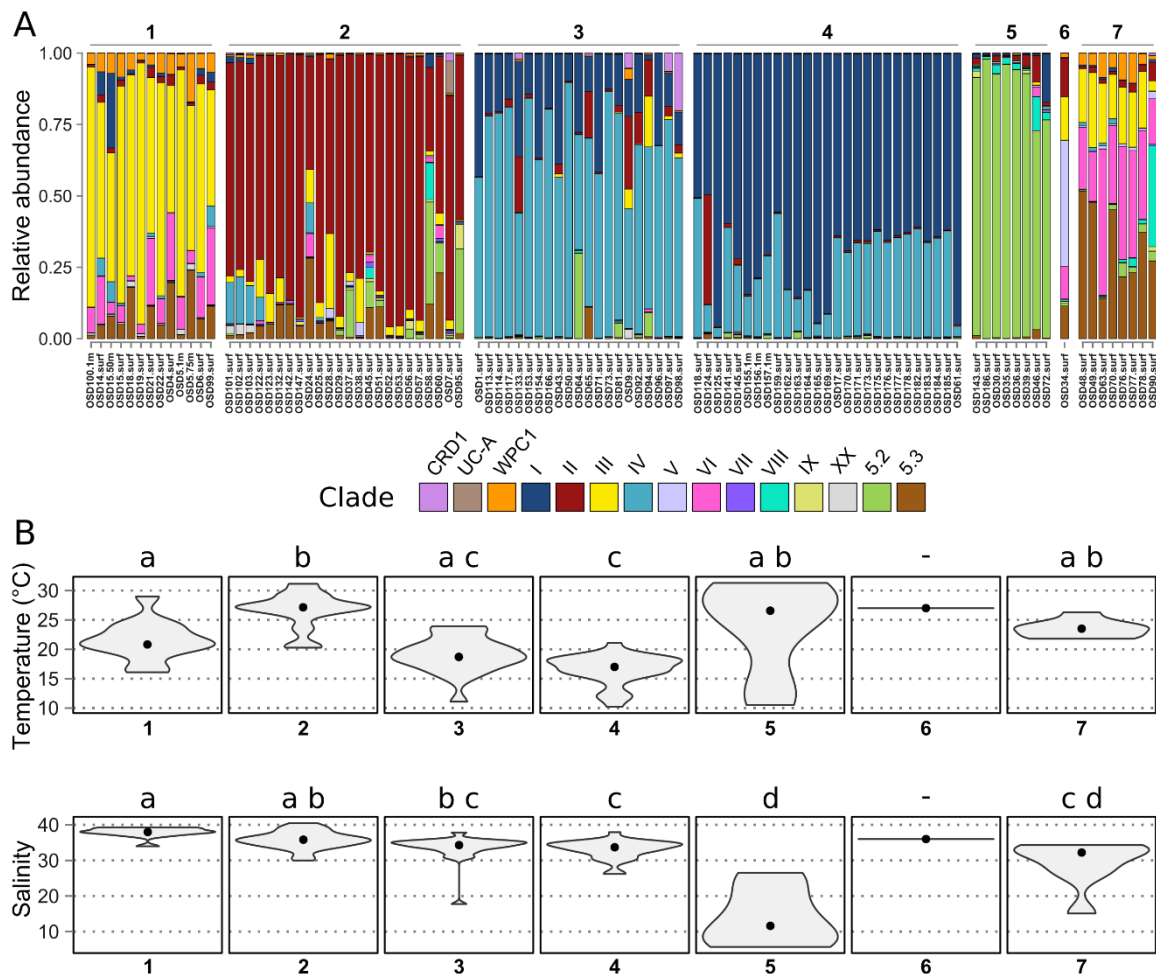 A
1 2 3 4 5 6 7
Relative abundance
1.00
0.75
0.50
0.25
0.00
OSD100.1m OSD14.surf OSD15.50m OSD15.surf OSD18.surf OSD19.surf OSD21.surf OSD22.surf OSD5.1m OSD5.75m OSD6.surf OSD99.surf
OSD101.surf OSD102.surf OSD103.surf OSD122.surf OSD123.surf OSD132.surf OSD142.surf OSD147.surf OSD25.surf OSD28.surf OSD29.surf OSD37.surf OSD38.surf OSD45.surf OSD51.surf OSD52.surf OSD53.surf OSD56.surf OSD57.surf OSD58.surf OSD60.surf OSD7.surf OSD95.surf
OSD1.surf OSD113.surf OSD114.surf OSD117.surf OSD133.surf OSD153.surf OSD154.surf OSD166.surf OSD43.surf OSD50.surf OSD64.surf OSD65.surf OSD71.surf OSD73.surf OSD81.surf OSD9.surf OSD92.surf OSD94.surf OSD96.surf OSD97.surf OSD98.surf
OSD118.surf OSD124.surf OSD125.surf OSD141.surf OSD145.surf OSD155.1m OSD156.1m OSD157.1m OSD159.surf OSD162.surf OSD163.surf OSD164.surf OSD165.surf OSD169.surf OSD17.surf OSD170.surf OSD171.surf OSD173.surf OSD175.surf OSD176.surf OSD177.surf OSD178.surf OSD182.surf OSD184.surf OSD185.surf OSD61.surf
OSD143.surf OSD186.surf OSD139.surf OSD35.surf OSD36.surf OSD39.surf OSD46.surf OSD72.surf
OSD34.surf
OSD48.surf OSD49.surf OSD63.surf OSD70.surf OSD76.surf OSD77.surf OSD78.surf OSD90.surf
Clade
CRD1 UC-A WPC1 I II III IV V VI VII VIII IX XX 5.2 5.3
B
a b a c c a b - a b
Temperature (°C)
30
25
20
15
10
1 2 3 4 5 6 7
a a b b c c d - c d
Salinity
40
30
20
10
1 2 3 4 5 6 7